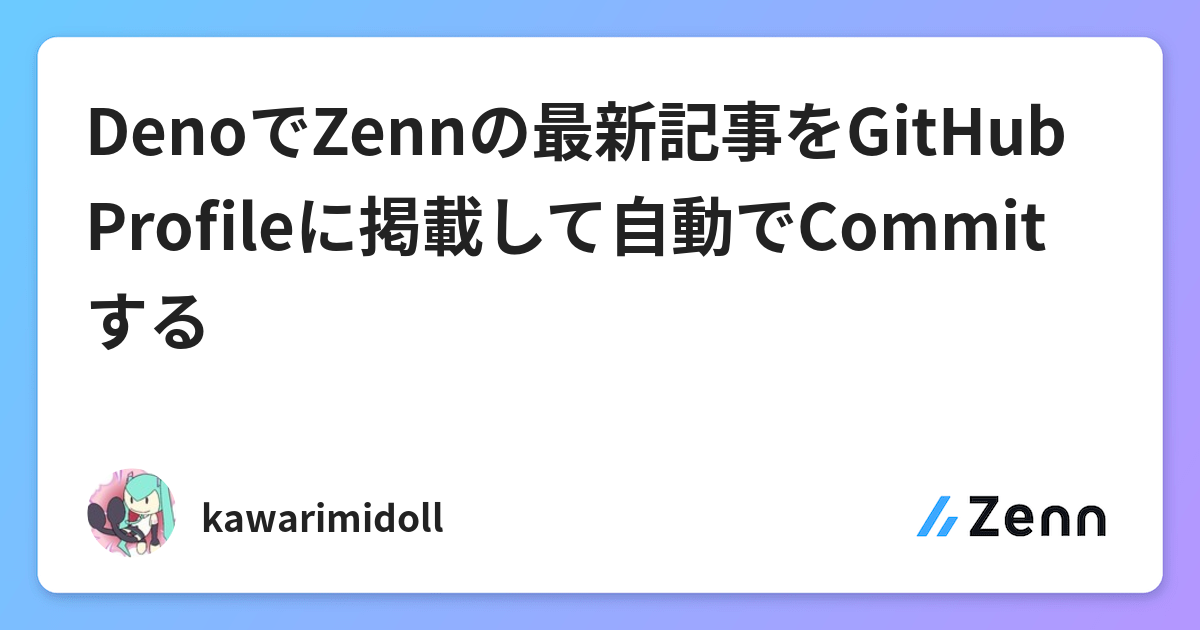 DenoでZennの最新記事をGitHub
Profileに掲載して自動でCommit
する
kawarimidoll
Zenn